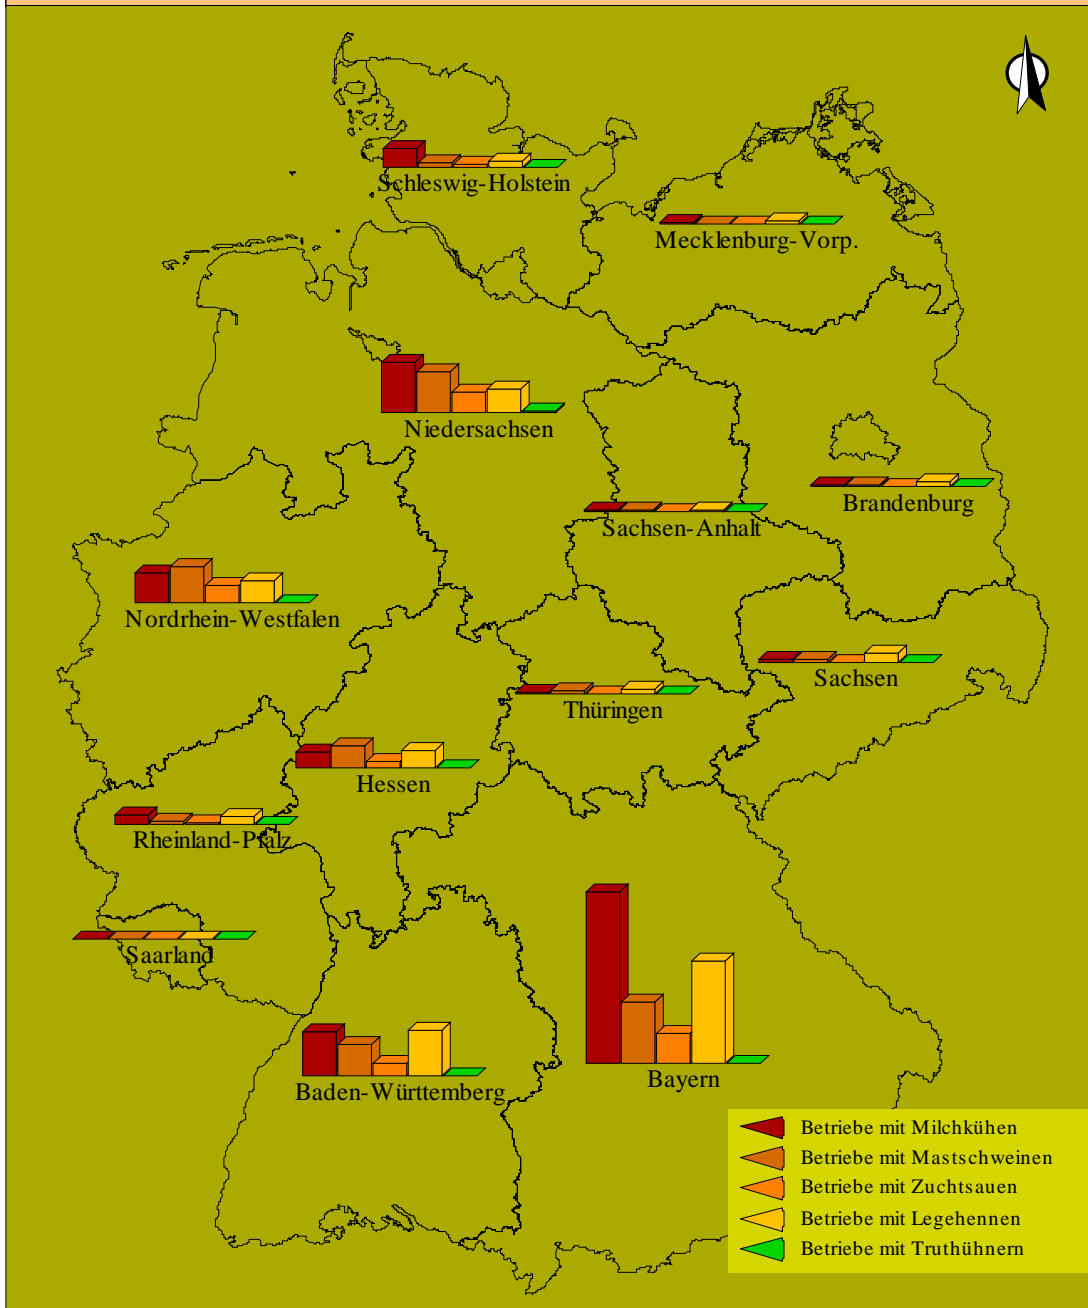 Schleswig-Holstein
Mecklenburg-Vorp.
Niedersachsen
Brandenburg
Sachsen-Anhalt
Nordrhein-Westfalen
Sachsen
Thüringen
Hessen
Rheinland-Pfalz
Saarland
Bayern
Baden-Württemberg
Betriebe mit Milchkühen
Betriebe mit Mastschweinen
Betriebe mit Zuchtsauen
Betriebe mit Legehennen
Betriebe mit Truthühnern